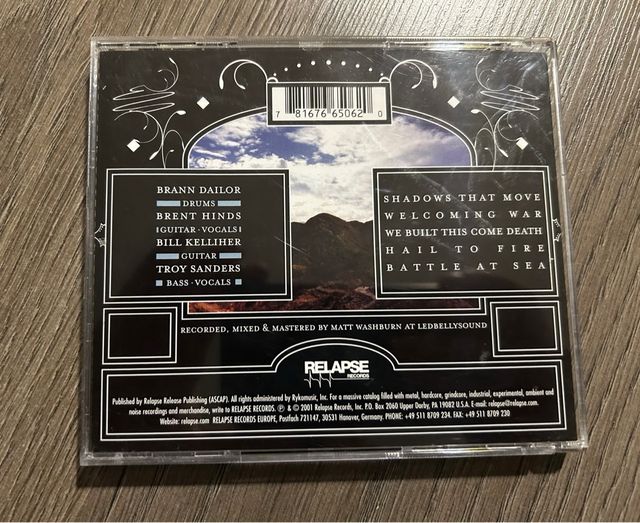 7 81676 65062 0
BRANN DAILOR
DRUMS
BRENT HINDS
GUITAR · VOCALS
BILL KELLIHER
GUITAR
TROY SANDERS
BASS · VOCALS
SHADOWS THAT MOVE
WELCOMING WAR
WE BUILT THIS COME DEATH
HAIL TO FIRE
BATTLE AT SEA
RECORDED, MIXED & MASTERED BY MATT WASHBURN AT LEDBELLYSOUND
RELAPSE
RECORDS
Published by Relapse Release Publishing (ASCAP). All rights administered by Rykomusic, Inc. For a massive catalog filled with metal, hardcore, grindcore, industrial, experimental, ambient and
noise recordings and merchandise, write to RELAPSE RECORDS. ℗ & © 2001 Relapse Records, Inc. P.O. Box 2060 Upper Darby, PA 19082 U.S.A. E-mail: relapse@relapse.com.
Website: relapse.com RELAPSE RECORDS EUROPE, Postfach 721147, 30531 Hanover, Germany. PHONE: +49 511 8709 234. FAX: +49 511 8709 230